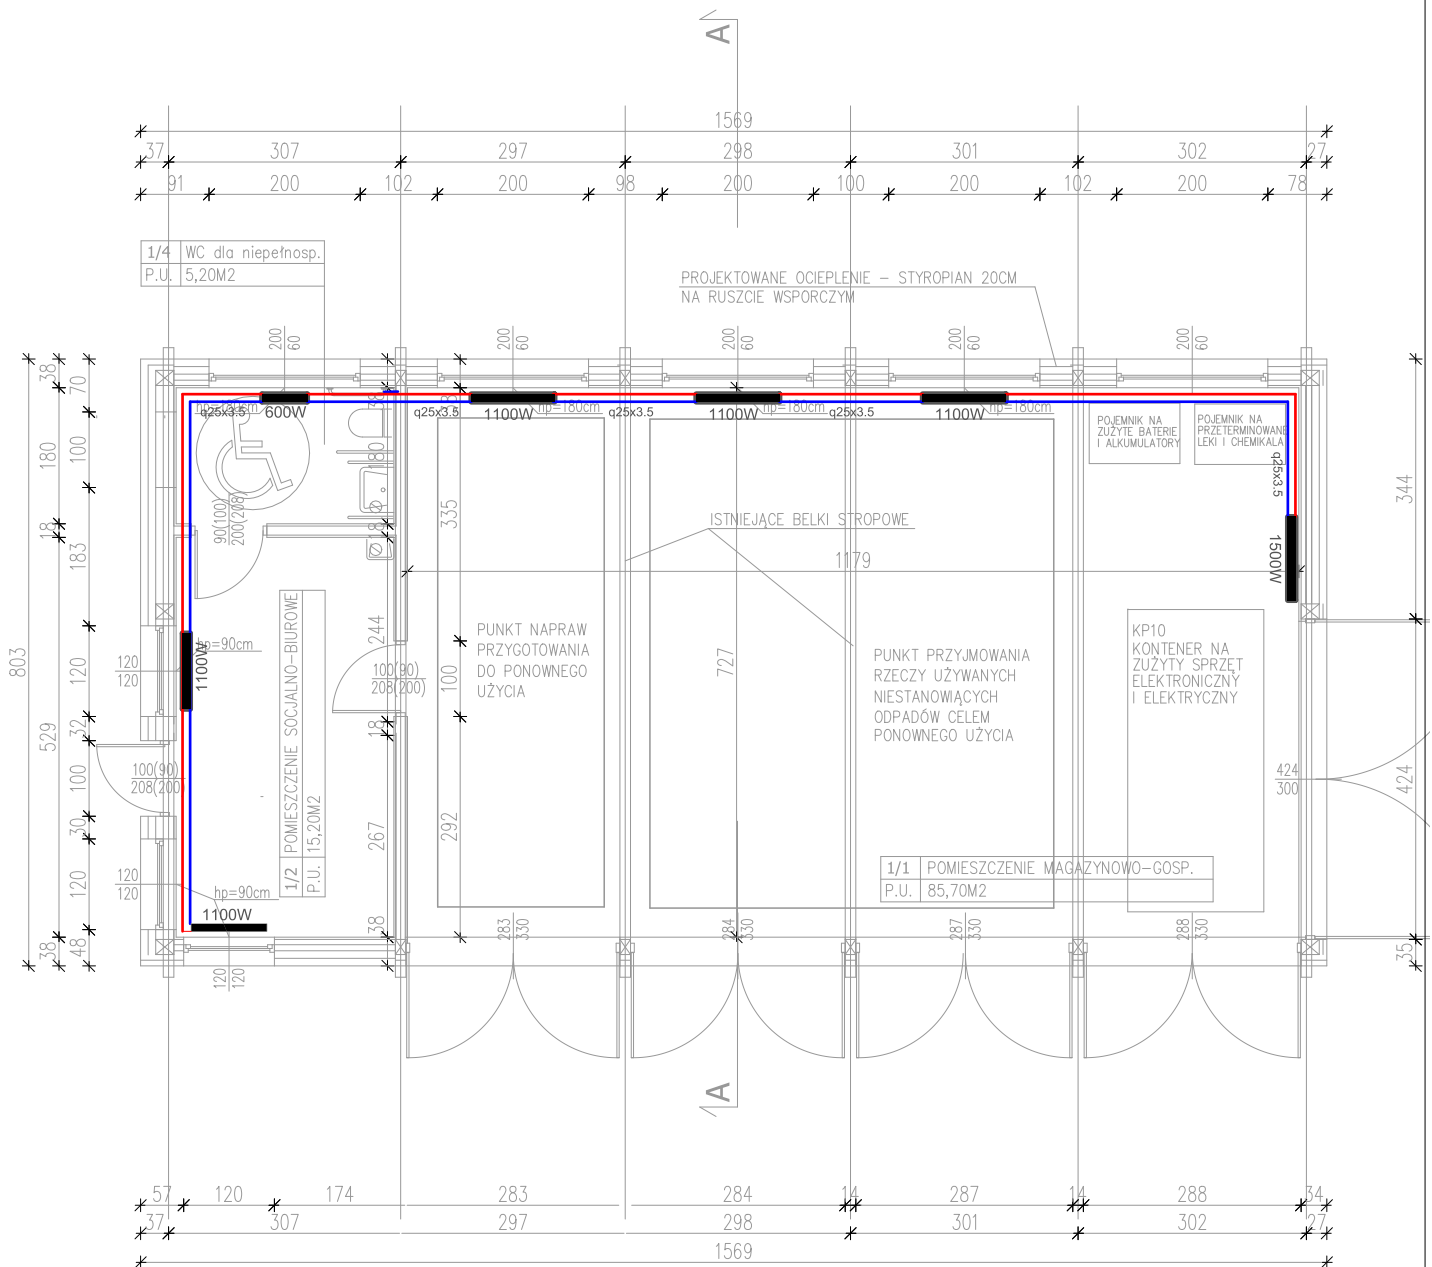 A
1569
37 307 297 298 301 302 27
91 200 102 200 98 200 100 200 102 200 78
1/4 WC dla niepełnosp.
P.U. 5,20M2
PROJEKTOWANE OCIEPLENIE – STYROPIAN 20CM
NA RUSZCIE WSPORCZYM
200
60
200
60
200
60
200
60
200
60
hp=180cm
q25x3.5
600W
q25x3.5
1100W
hp=180cm
q25x3.5
1100W
hp=180cm
q25x3.5
1100W
hp=180cm
POJEMNIK NA
ZUŻYTE BATERIE
I ALKUMULATORY
POJEMNIK NA
PRZETERMINOWANE
LEKI I CHEMIKALA
q25x3.5
1500W
803
38
180
18
529
38
70
100
183
120
32
100
30
120
48
180
18
244
18
267
38
335
100
292
727
1179
344
424
35
90(100)
200(208)
ISTNIEJĄCE BELKI STROPOWE
PUNKT NAPRAW
PRZYGOTOWANIA
DO PONOWNEGO
UŻYCIA
PUNKT PRZYJMOWANIA
RZECZY UŻYWANYCH
NIESTANOWIĄCYCH
ODPADÓW CELEM
PONOWNEGO UŻYCIA
KP10
KONTENER NA
ZUŻYTY SPRZĘT
ELEKTRONICZNY
I ELEKTRYCZNY
hp=90cm
1100W
120
120
100(90)
208(200)
100(90)
208(200)
1/2 POMIESZCZENIE SOCJALNO-BIUROWE
P.U. 15,20M2
424
300
120
120
hp=90cm
1100W
120
120
1/1 POMIESZCZENIE MAGAZYNOWO-GOSP.
P.U. 85,70M2
283
330
284
330
287
330
288
330
A
57 120 174 283 284 14 287 14 288 34
37 307 297 298 301 302 27
1569